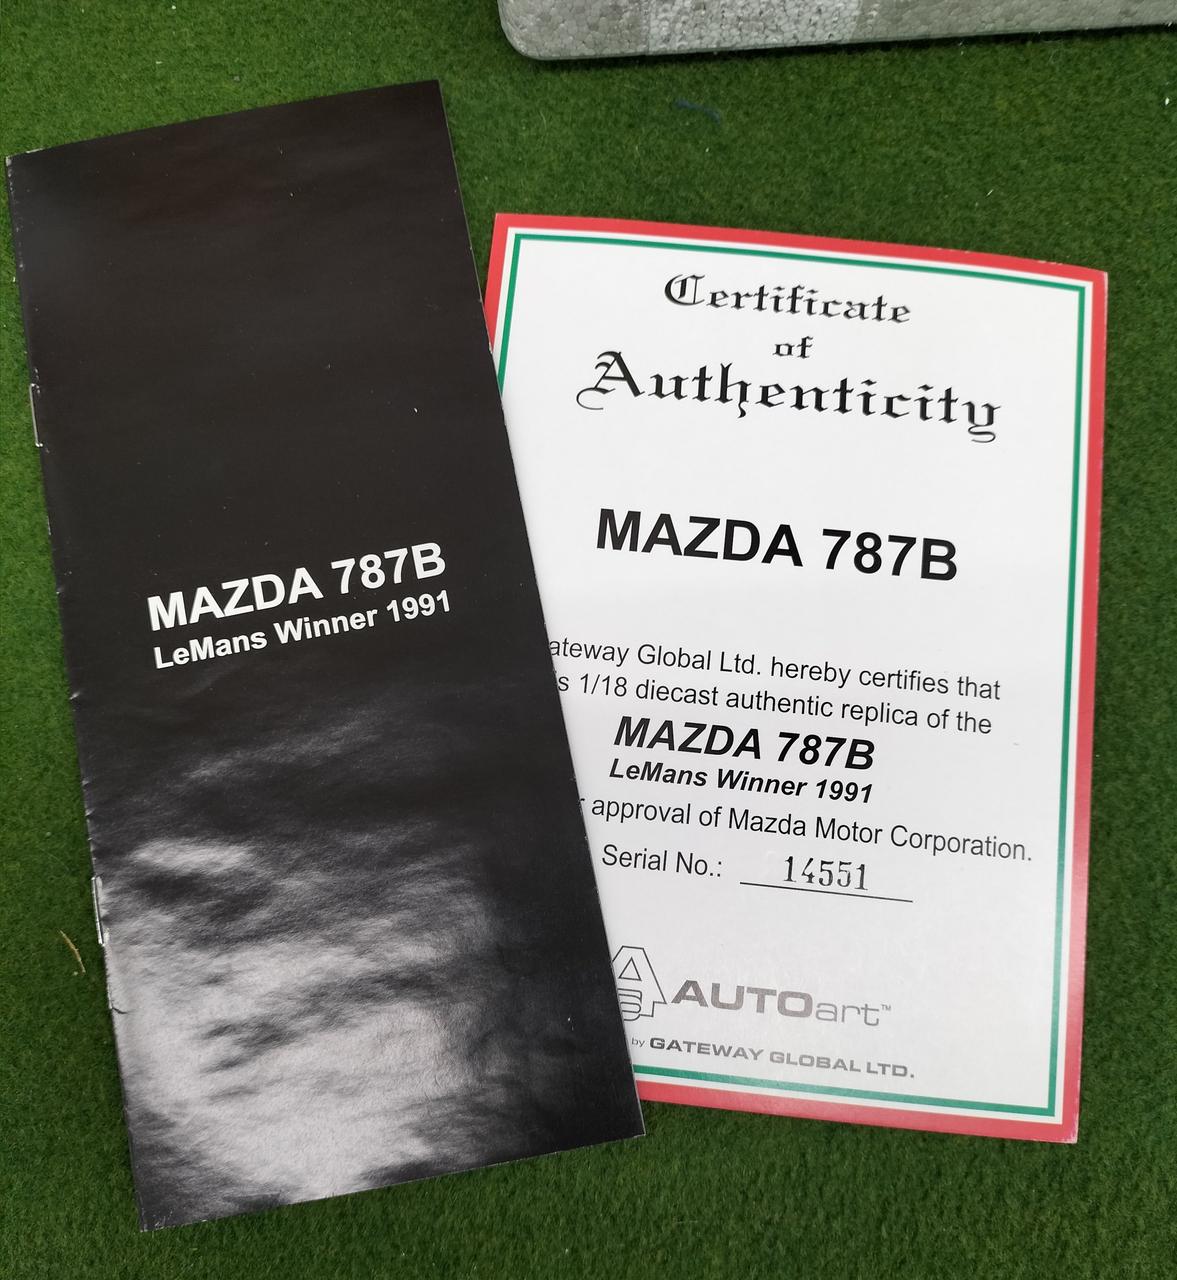 MAZDA 787B
LeMans Winner 1991
Certificate
of
Authenticity
MAZDA 787B
ateway Global Ltd. hereby certifies that
s 1/18 diecast authentic replica of the
MAZDA 787B
LeMans Winner 1991
r approval of Mazda Motor Corporation.
Serial No.: 14551
AUTOart™
by GATEWAY GLOBAL LTD.